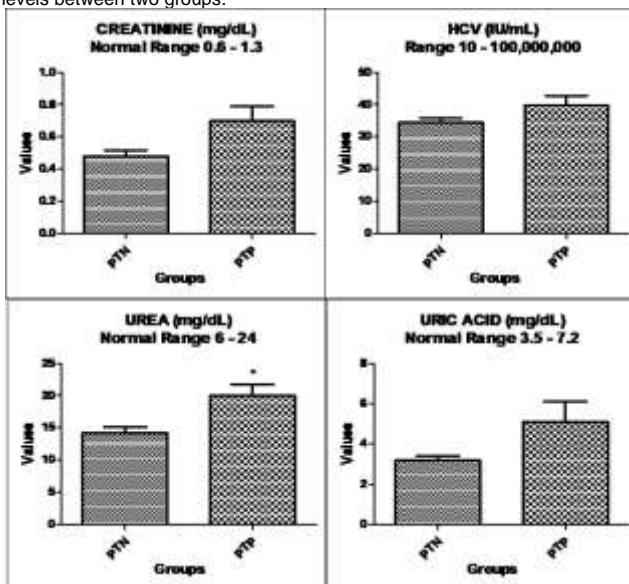 levels between two groups.
CREATININE (mg/dL)
Normal Range 0.6 - 1.3
1.0
0.8
0.6
0.4
0.2
0.0
Values
PTN
PTP
Groups
HCV (IU/mL)
Range 10 - 100,000,000
50
40
30
20
10
0
Values
PTN
PTP
Groups
UREA (mg/dL)
Normal Range 6 - 24
25
20
15
10
5
0
Values
*
PTN
PTP
Groups
URIC ACID (mg/dL)
Normal Range 3.5 - 7.2
8
6
4
2
0
Values
PTN
PTP
Groups